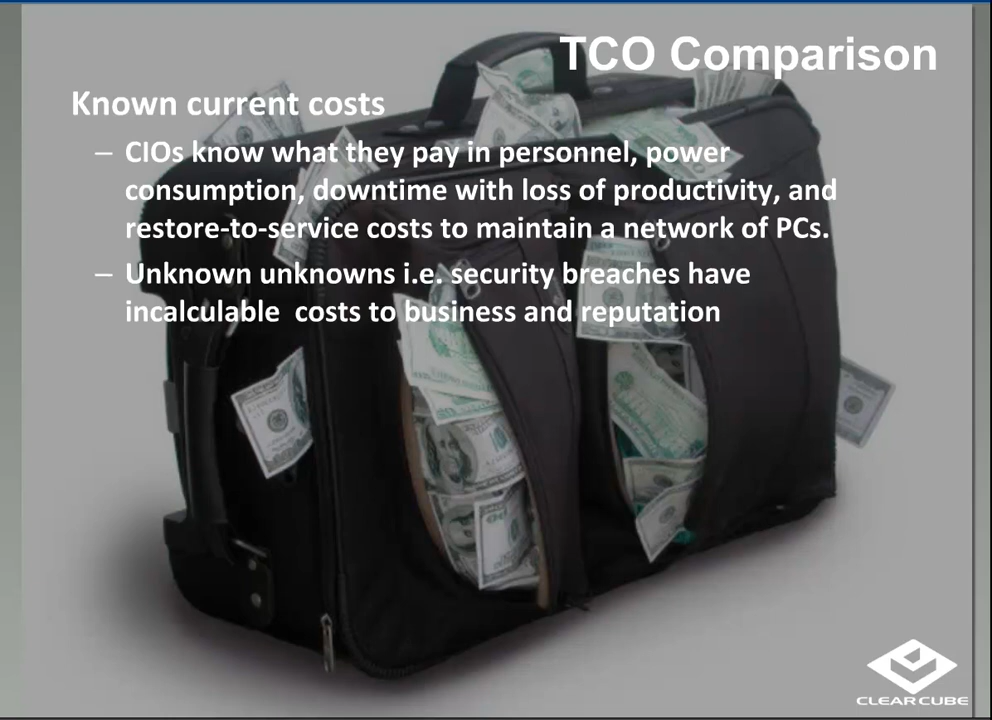 TCO Comparison
Known current costs
– CIOs know what they pay in personnel, power
consumption, downtime with loss of productivity, and
restore-to-service costs to maintain a network of PCs.
– Unknown unknowns i.e. security breaches have
incalculable  costs to business and reputation
CLEARCUBE